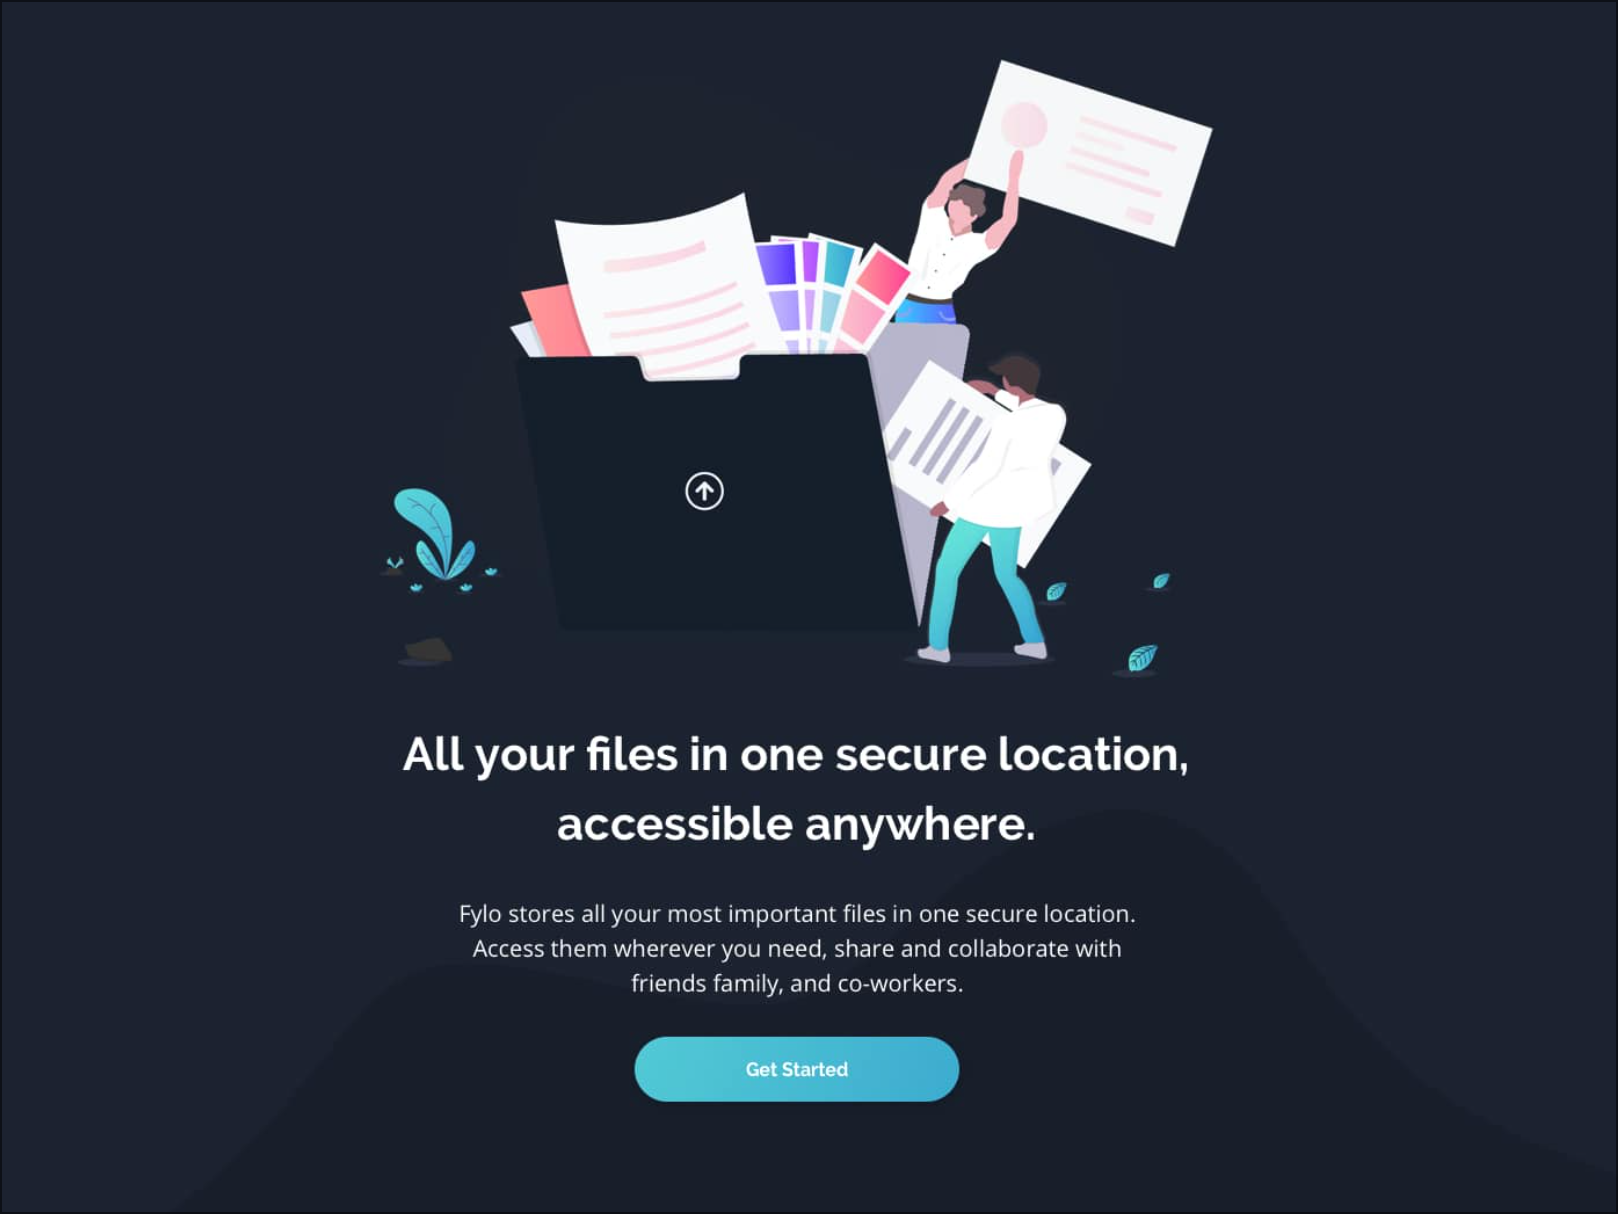 All your files in one secure location,
accessible anywhere.
Fylo stores all your most important files in one secure location.
Access them wherever you need, share and collaborate with
friends family, and co-workers.
Get Started